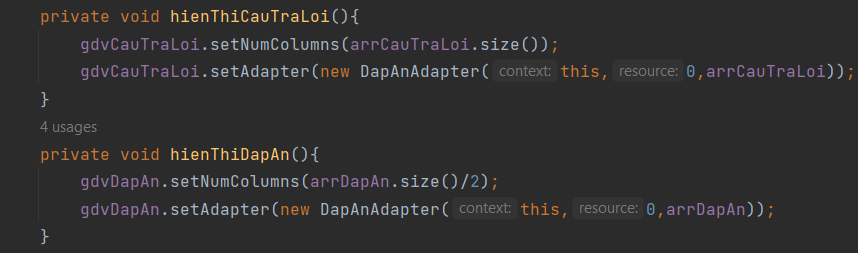 private void hienThiCauTraLoi(){
gdvCauTraLoi.setNumColumns(arrCauTraLoi.size());
gdvCauTraLoi.setAdapter(new DapAnAdapter( context: this, resource: 0,arrCauTraLoi));
}
4 usages
private void hienThiDapAn(){
gdvDapAn.setNumColumns(arrDapAn.size()/2);
gdvDapAn.setAdapter(new DapAnAdapter( context: this, resource: 0,arrDapAn));
}